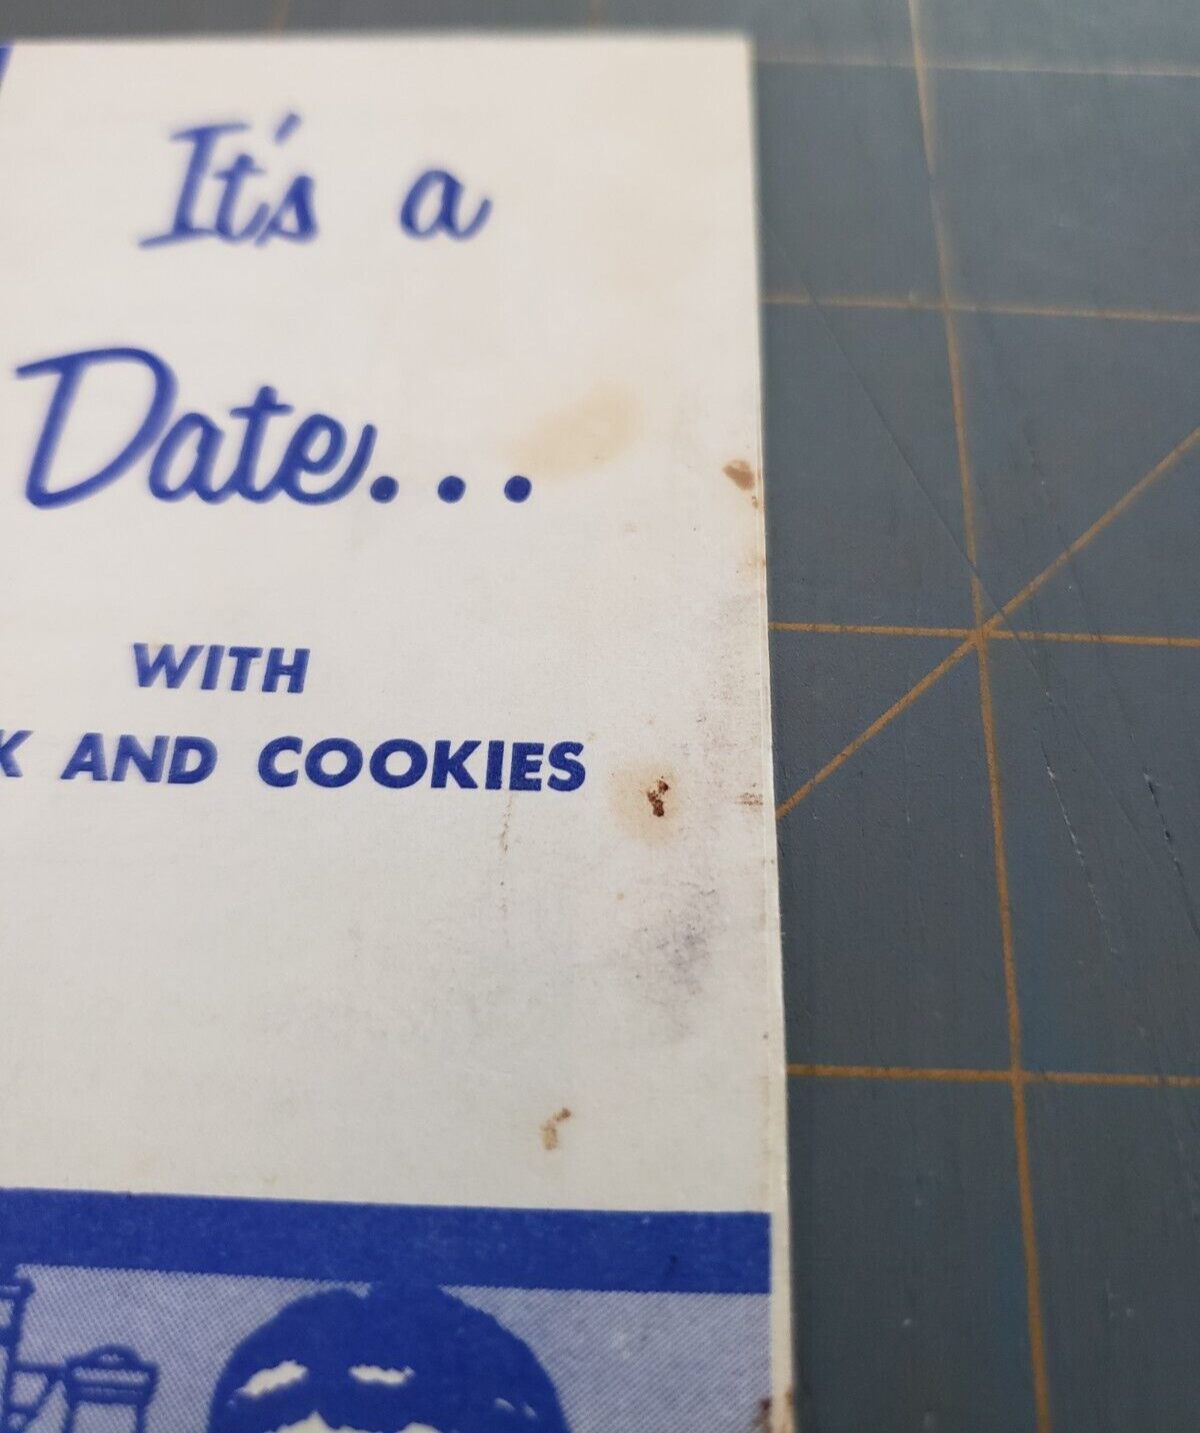 It's a
Date...
WITH
K AND COOKIES